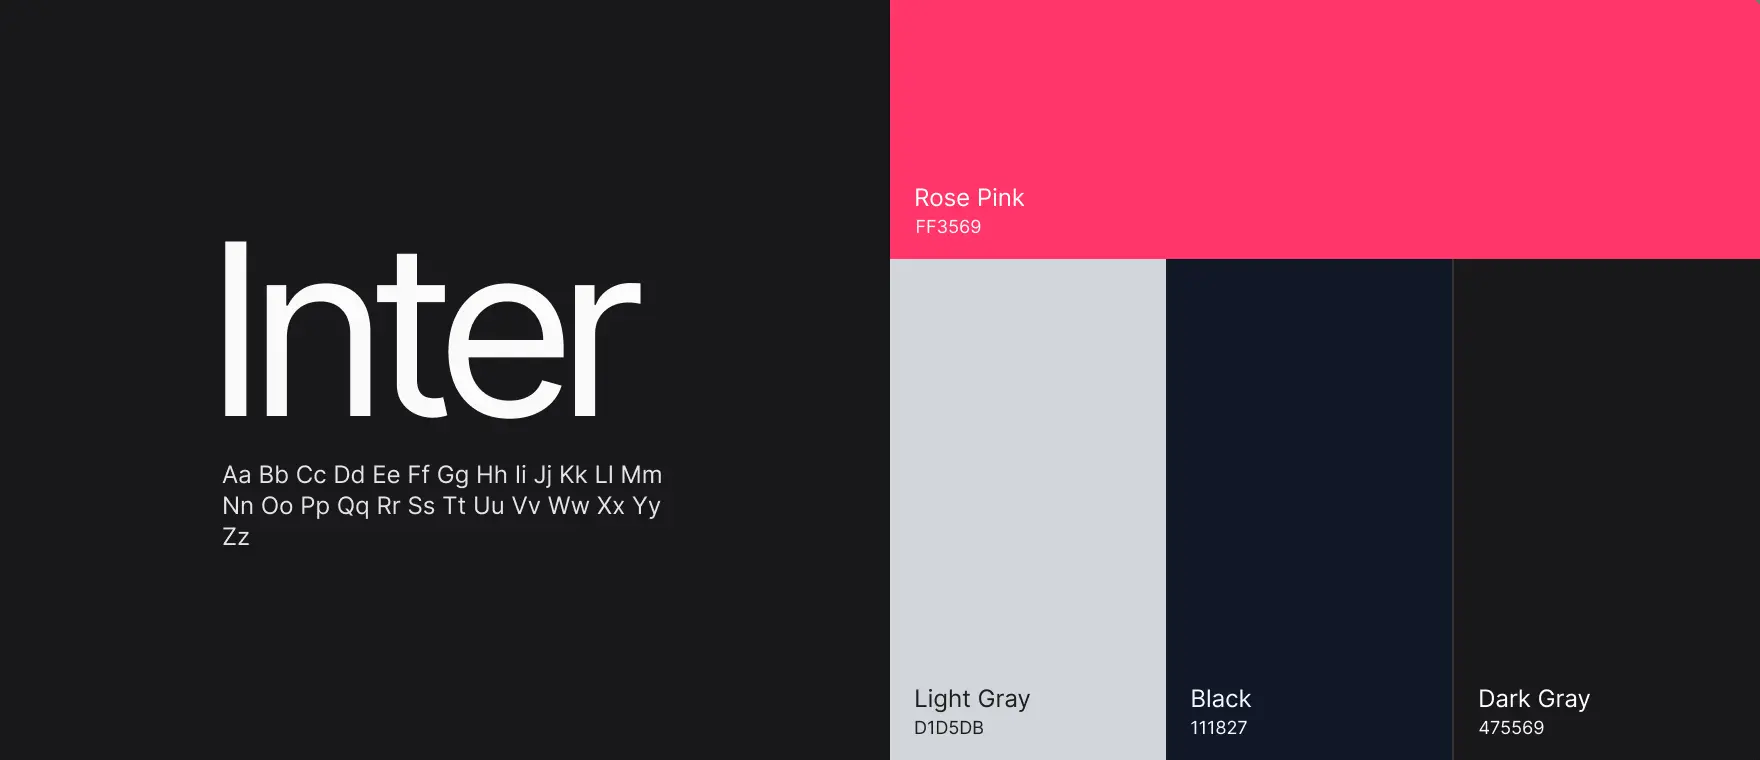 Inter
Aa Bb Cc Dd Ee Ff Gg Hh Ii Jj Kk Ll Mm
Nn Oo Pp Qq Rr Ss Tt Uu Vv Ww Xx Yy
Zz
Rose Pink
FF3569
Light Gray
D1D5DB
Black
111827
Dark Gray
475569